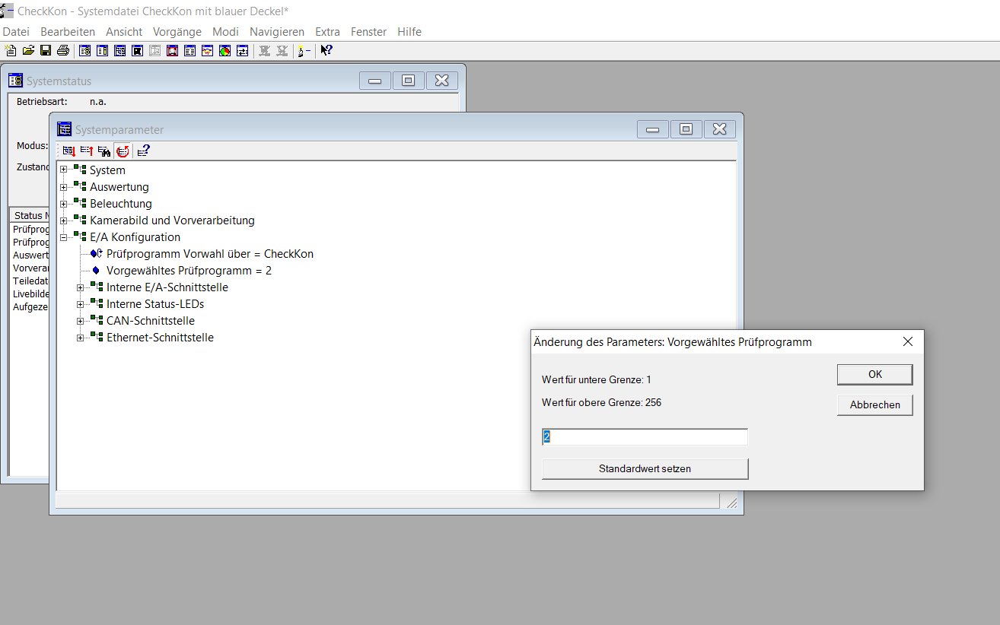 CheckKon - Systemdatei CheckKon mit blauer Deckel*
Datei Bearbeiten Ansicht Vorgänge Modi Navigieren Extra Fenster Hilfe
Systemstatus
Betriebsart: n.a.
Modus:
Zustand
Status N
Prüfprog
Prüfprog
Auswert
Vorverar
Teiledat
Livebilde
Aufgeze
Systemparameter
System
Auswertung
Beleuchtung
Kamerabild und Vorverarbeitung
E/A Konfiguration
Prüfprogramm Vorwahl über = CheckKon
Vorgewähltes Prüfprogramm = 2
Interne E/A-Schnittstelle
Interne Status-LEDs
CAN-Schnittstelle
Ethernet-Schnittstelle
Änderung des Parameters: Vorgewähltes Prüfprogramm
Wert für untere Grenze: 1
OK
Wert für obere Grenze: 256
Abbrechen
2
Standardwert setzen